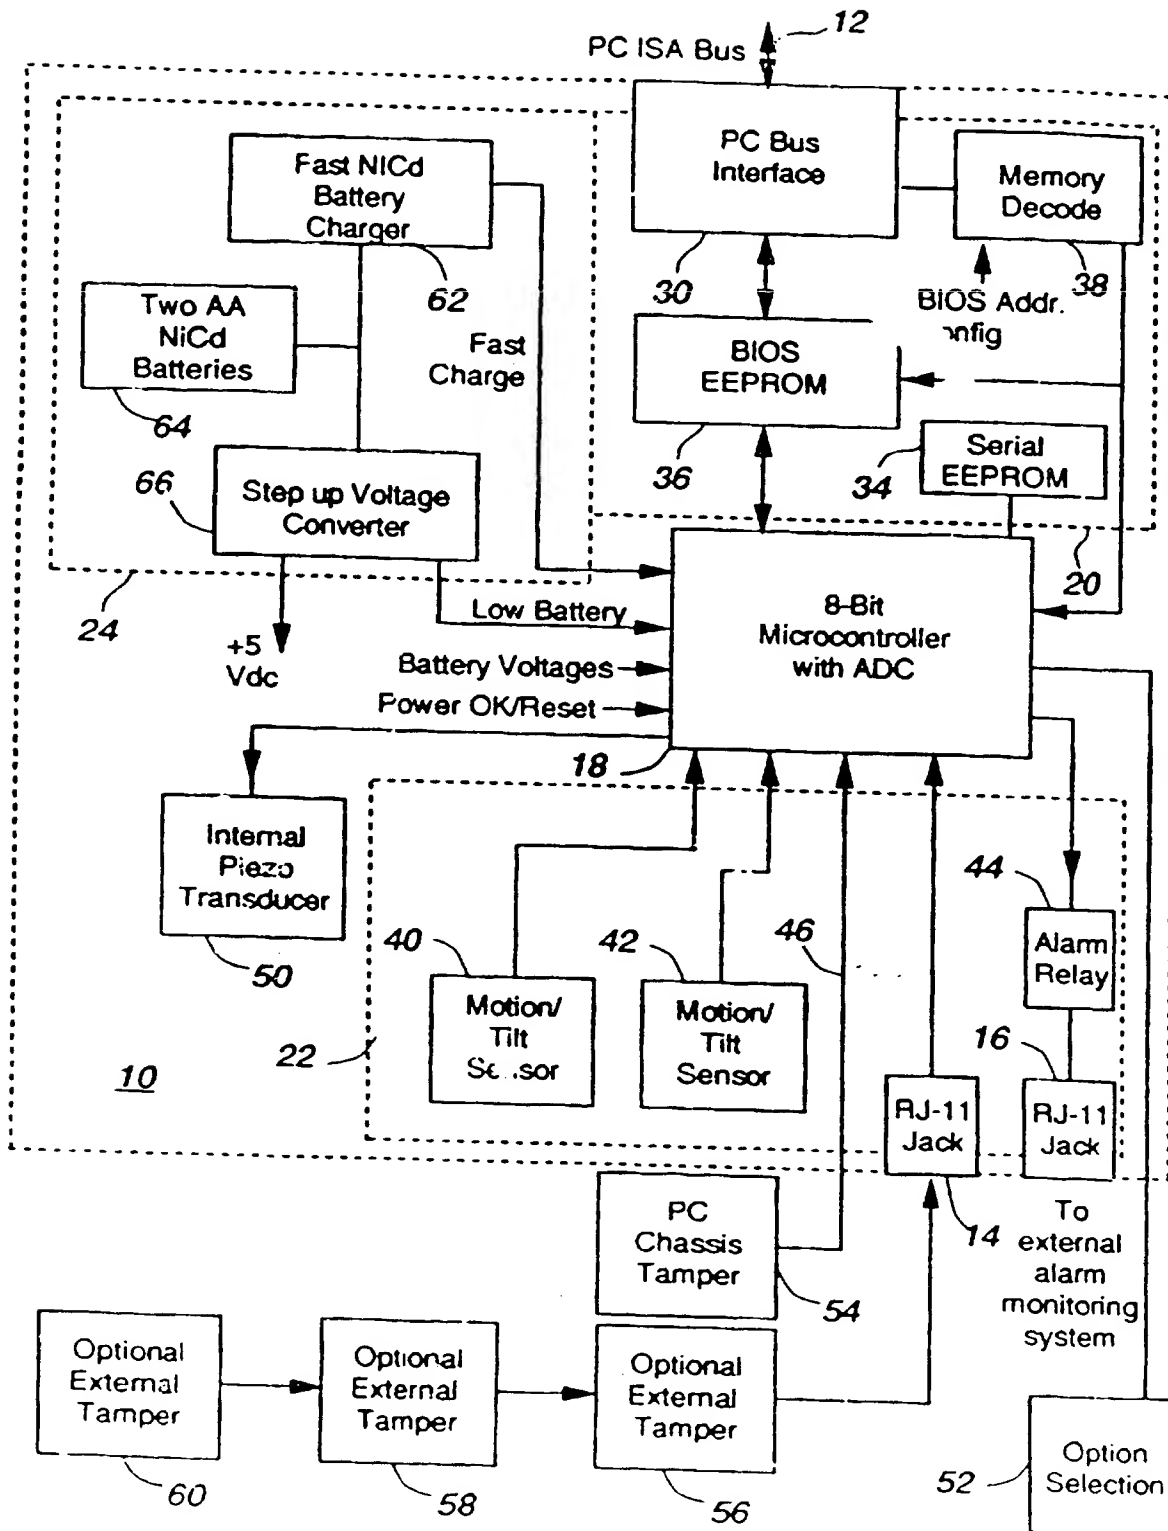 12
PC ISA Bus
Fast NiCd
Battery
Charger
62
PC Bus
Interface
30
Memory
Decode
38
Two AA
NiCd
Batteries
64
Fast
Charge
BIOS Addr.
onfig
BIOS
EEPROM
36
34
Serial
EEPROM
66
Step up Voltage
Converter
24
+5
Vdc
20
8-Bit
Microcontroller
with ADC
Low Battery
Battery Voltages
Power OK/Reset
18
Internal
Piezo
Transducer
50
40
Motion/
Tilt
Sensor
42
Motion/
Tilt
Sensor
46
44
Alarm
Relay
22
10
16
RJ-11
Jack
RJ-11
Jack
14
PC
Chassis
Tamper
54
To
external
alarm
monitoring
system
Optional
External
Tamper
60
Optional
External
Tamper
58
Optional
External
Tamper
56
52
Option
Selection